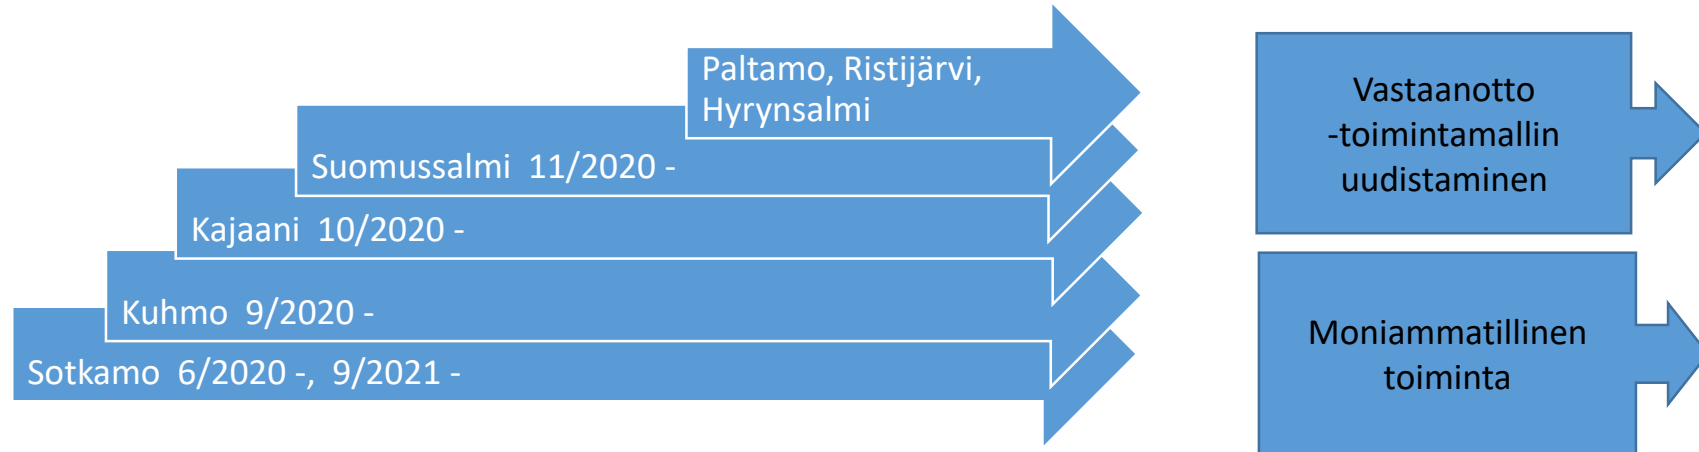 Paltamo, Ristijärvi,
Hyrynsalmi
Suomussalmi 11/2020 -
Kajaani 10/2020 -
Kuhmo 9/2020 -
Sotkamo 6/2020 -, 9/2021 -
Vastaanotto
-toimintamallin
uudistaminen
Moniammatillinen
toiminta